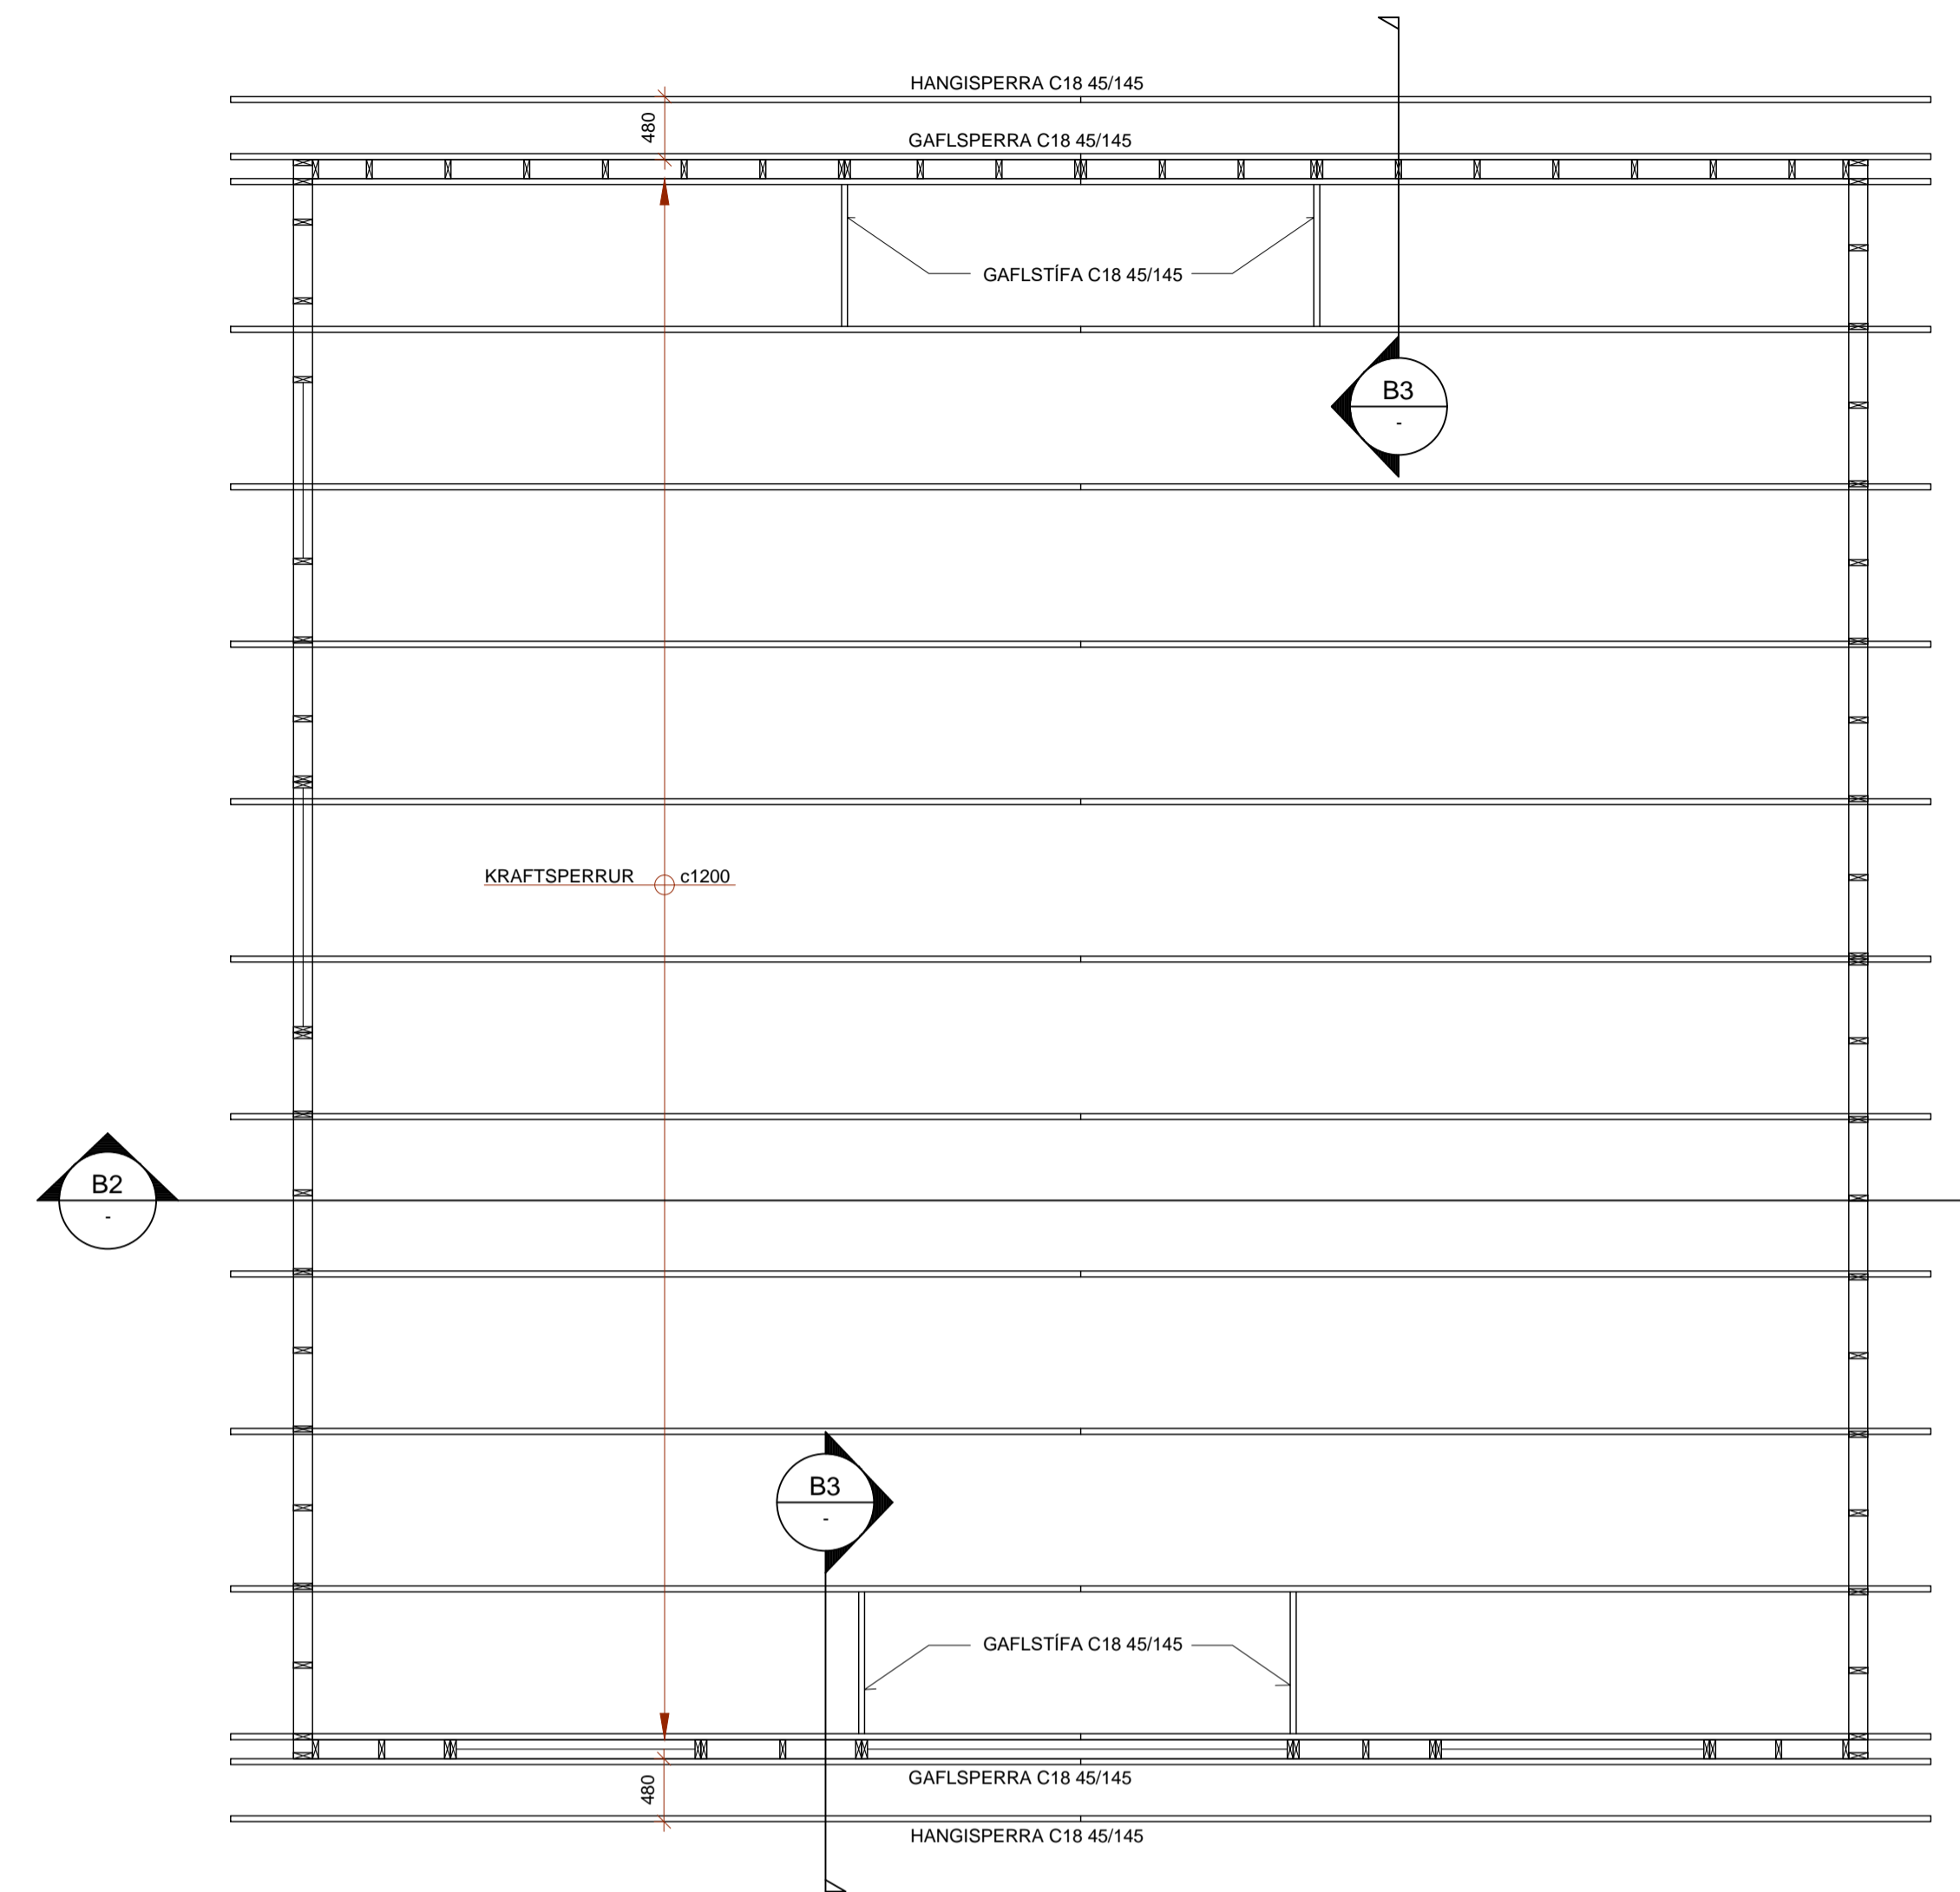 HANGISPERRA C18 45/145
480
GAFLSPERRA C18 45/145
GAFLSTÍFA C18 45/145
B3
-
KRAFTSPERRUR c1200
B2
-
B3
-
GAFLSTÍFA C18 45/145
GAFLSPERRA C18 45/145
480
HANGISPERRA C18 45/145